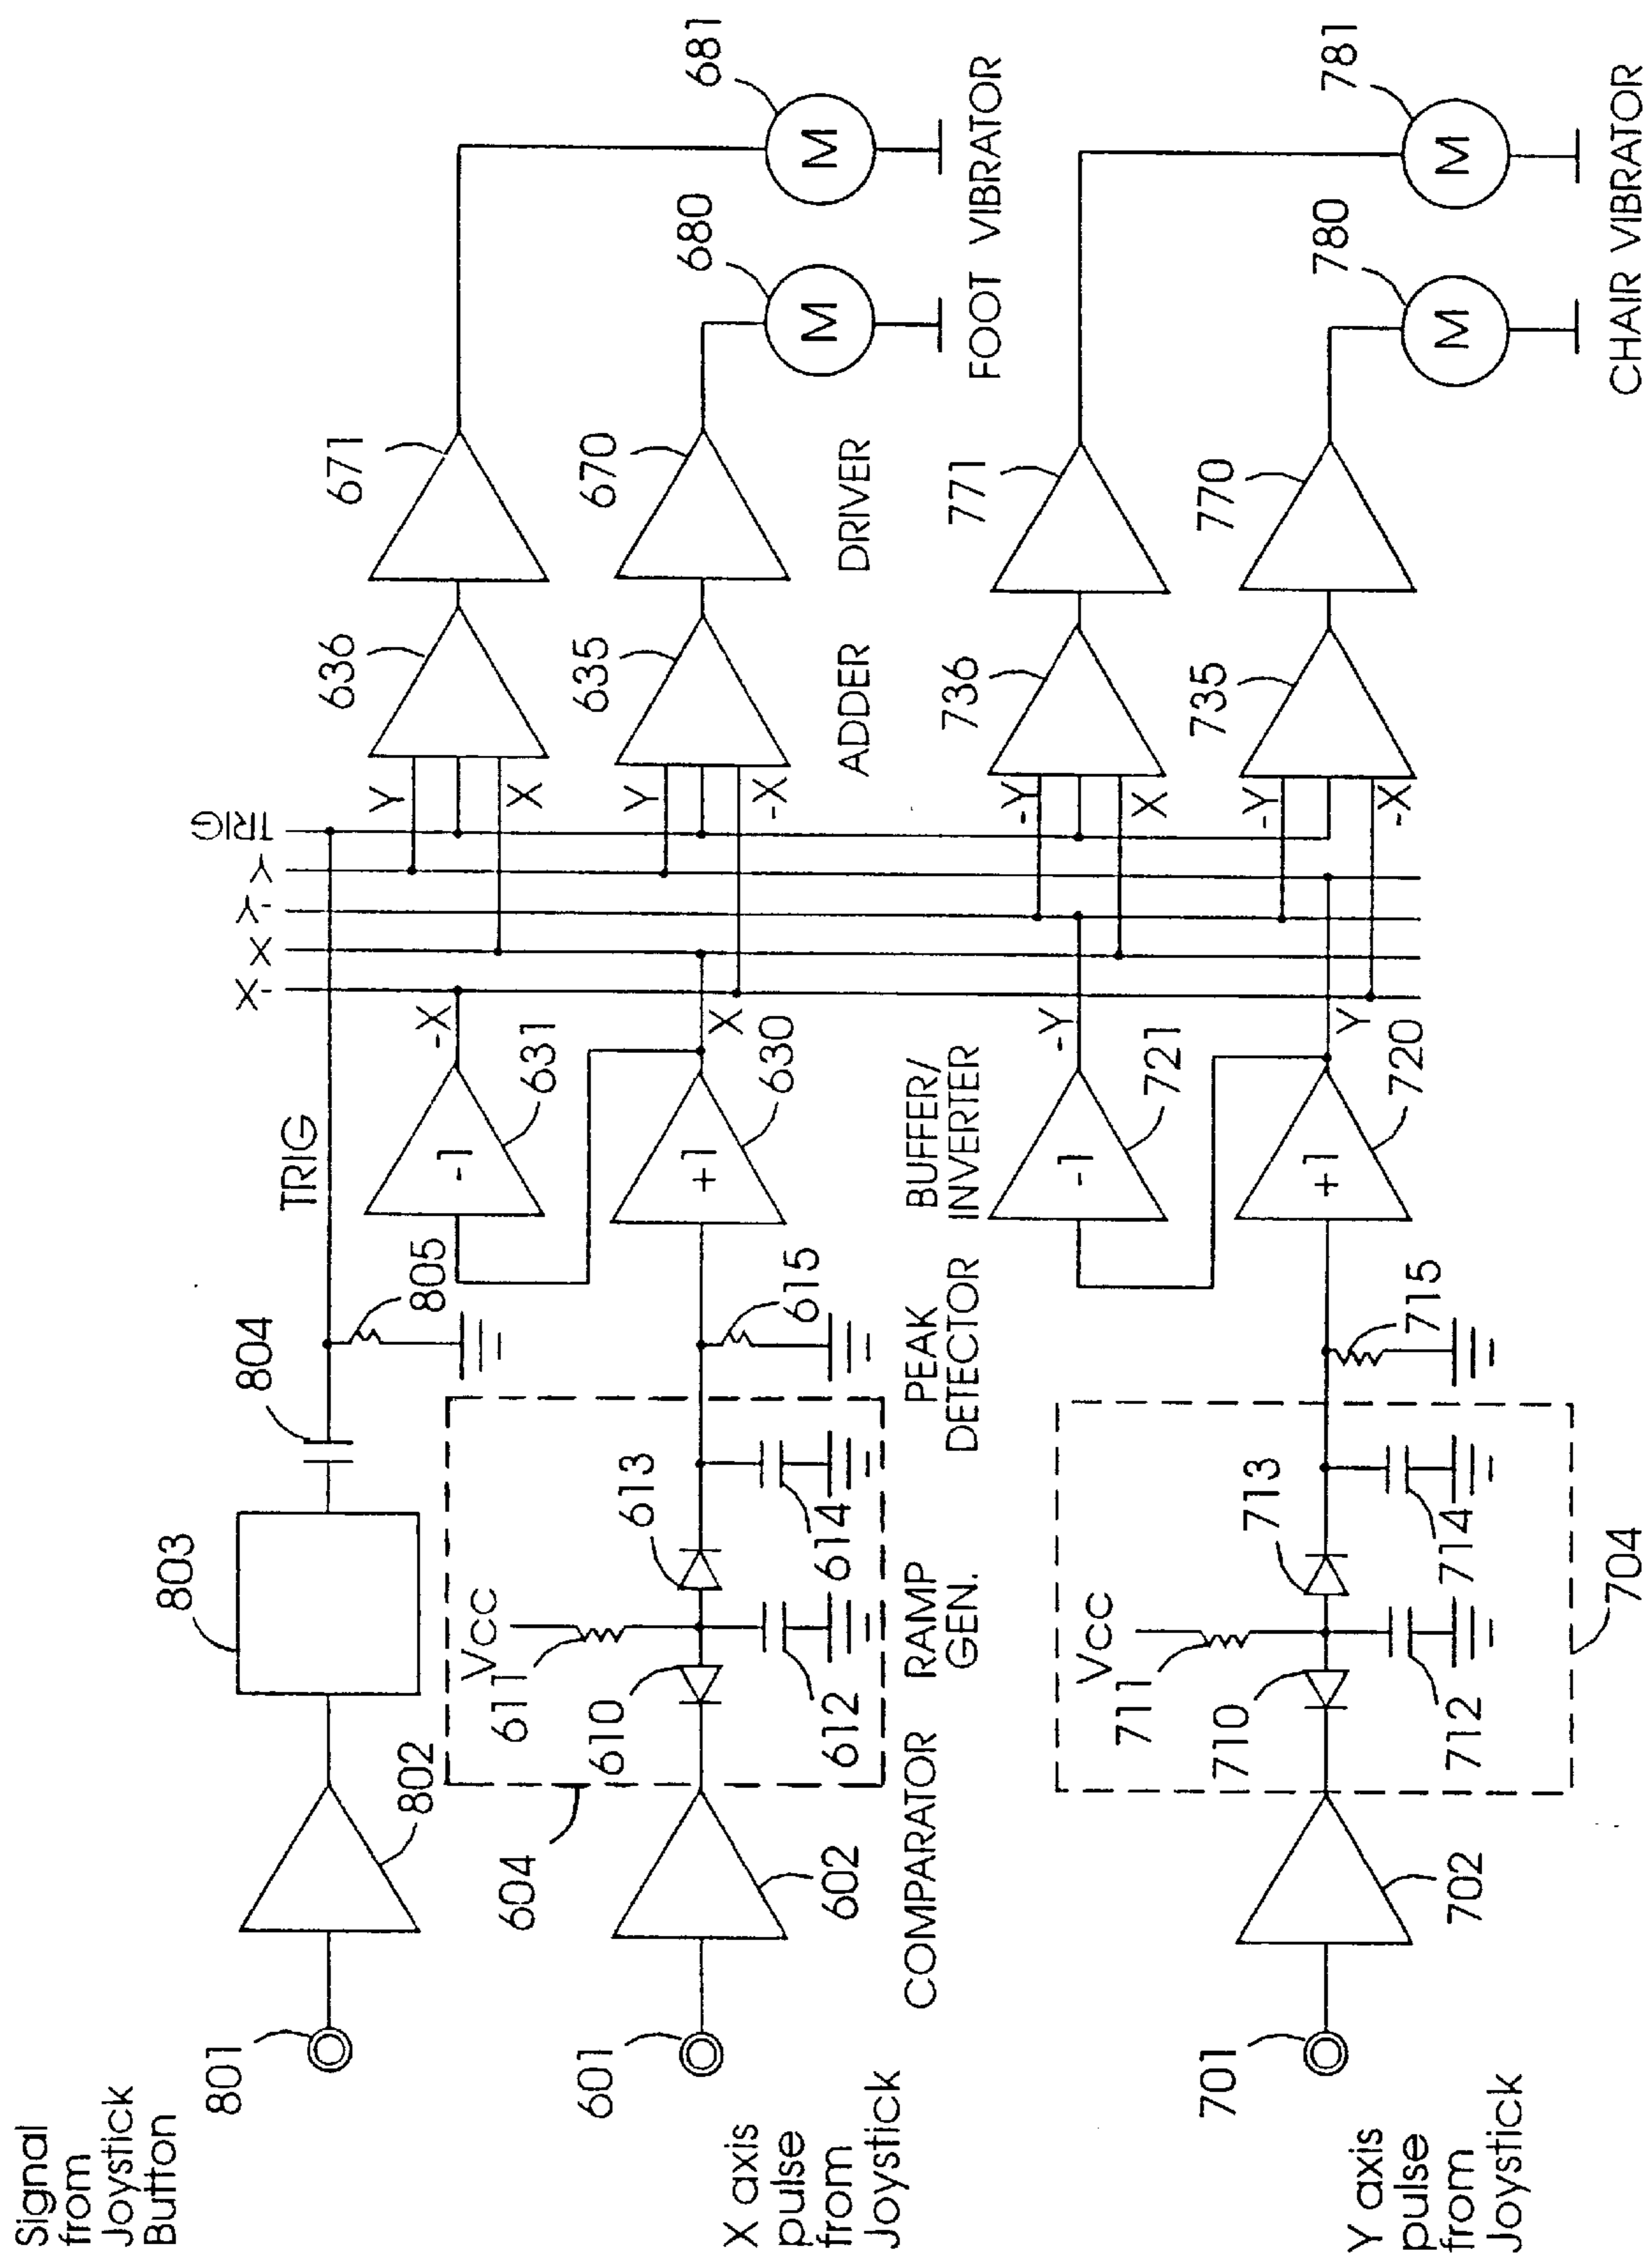 Signal
from
Joystick
Button
801
802
803
804
805
TRIG
TRIG
Y
-Y
X
-X
-X
631
-1
Y
X
636
671
681
X axis
pulse
from
Joystick
601
602
604
610
611
Vcc
612
613
614
615
+1
630
X
Y
-X
635
670
680
M
M
FOOT VIBRATOR
COMPARATOR
RAMP
GEN.
PEAK
DETECTOR
BUFFER/
INVERTER
ADDER
DRIVER
-1
721
-Y
-Y
X
736
771
781
Y axis
pulse
from
Joystick
701
702
704
710
711
Vcc
712
713
714
715
+1
720
Y
-Y
-X
735
770
780
M
M
CHAIR VIBRATOR